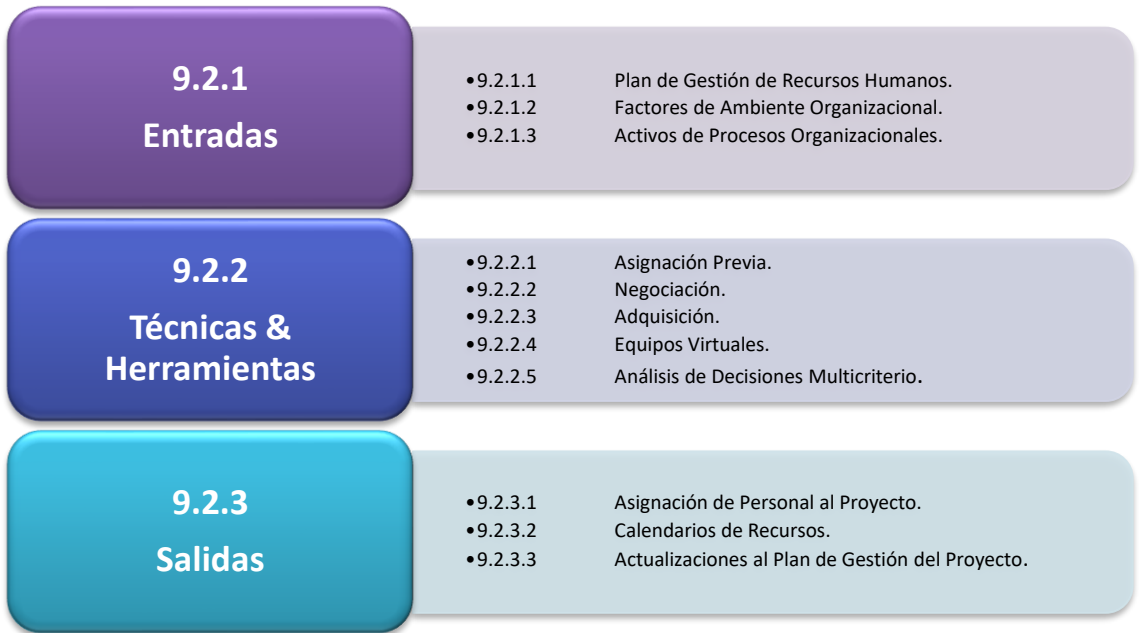 9.2.1
Entradas
•9.2.1.1 Plan de Gestión de Recursos Humanos.
•9.2.1.2 Factores de Ambiente Organizacional.
•9.2.1.3 Activos de Procesos Organizacionales.
9.2.2
Técnicas &
Herramientas
•9.2.2.1 Asignación Previa.
•9.2.2.2 Negociación.
•9.2.2.3 Adquisición.
•9.2.2.4 Equipos Virtuales.
•9.2.2.5 Análisis de Decisiones Multicriterio.
9.2.3
Salidas
•9.2.3.1 Asignación de Personal al Proyecto.
•9.2.3.2 Calendarios de Recursos.
•9.2.3.3 Actualizaciones al Plan de Gestión del Proyecto.